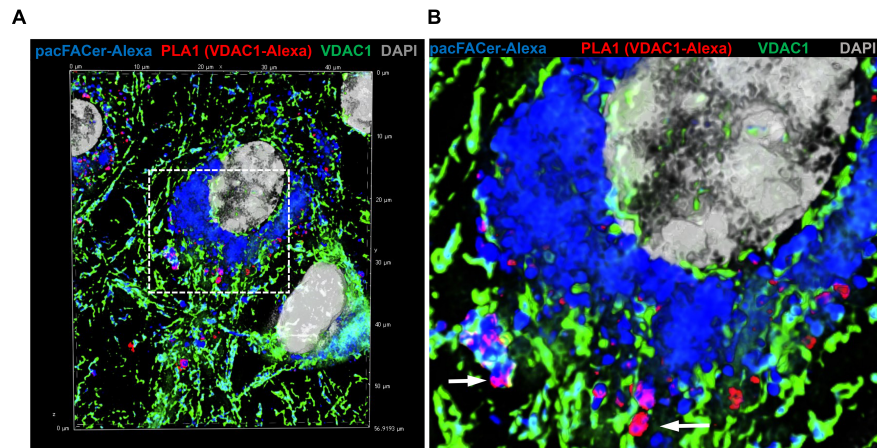 A
B
pacFACer-Alexa PLA1 (VDAC1-Alexa) VDAC1 DAPI
pacFACer-Alexa PLA1 (VDAC1-Alexa) VDAC1 DAPI
0 µm 10 µm 20 µm x 30 µm 40 µm
0 µm
10 µm
20 µm
y
30 µm
40 µm
50 µm
z
0 µm
56.9193 µm